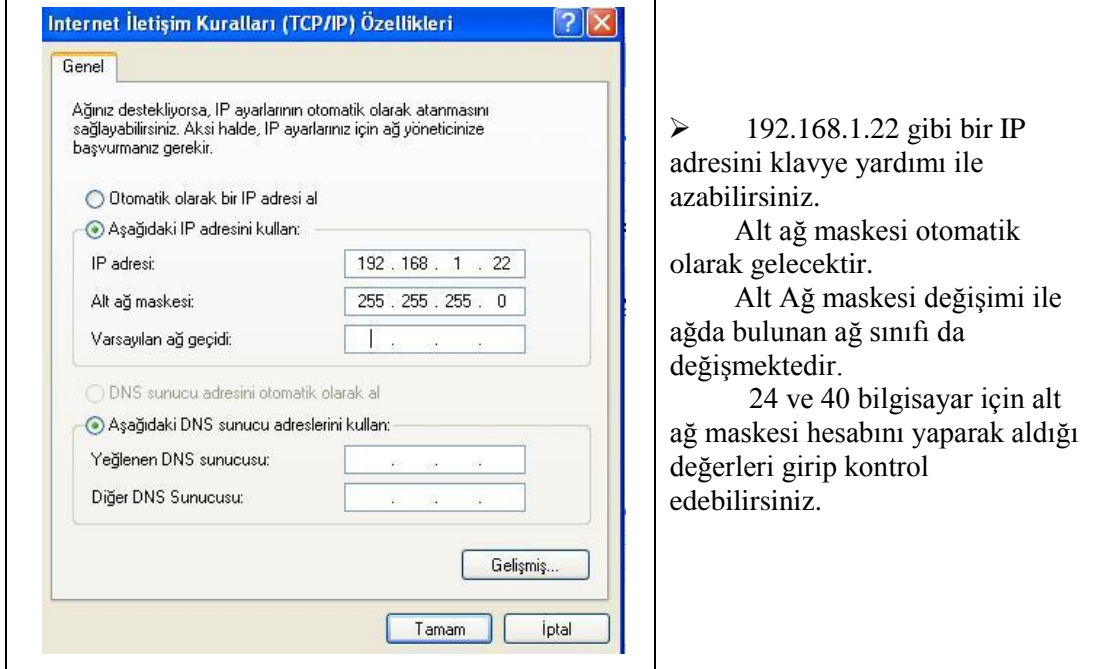 Internet İletişim Kuralları (TCP/IP) Özellikleri
Genel
Ağınız destekliyorsa, IP ayarlarının otomatik olarak atanmasını
sağlayabilirsiniz. Aksi halde, IP ayarlarınız için ağ yöneticinize
başvurmanız gerekir.
Otomatik olarak bir IP adresi al
Aşağıdaki IP adresini kullan:
IP adresi: 192 . 168 . 1 . 22
Alt ağ maskesi: 255 . 255 . 255 . 0
Varsayılan ağ geçidi: . . .
DNS sunucu adresini otomatik olarak al
Aşağıdaki DNS sunucu adreslerini kullan:
Yeğlenen DNS sunucusu: . . .
Diğer DNS Sunucusu: . . .
Gelişmiş...
Tamam İptal
➢ 192.168.1.22 gibi bir IP
adresini klavye yardımı ile
azabilirsiniz.
Alt ağ maskesi otomatik
olarak gelecektir.
Alt Ağ maskesi değişimi ile
ağda bulunan ağ sınıfı da
değişmektedir.
24 ve 40 bilgisayar için alt
ağ maskesi hesabını yaparak aldığı
değerleri girip kontrol
edebilirsiniz.